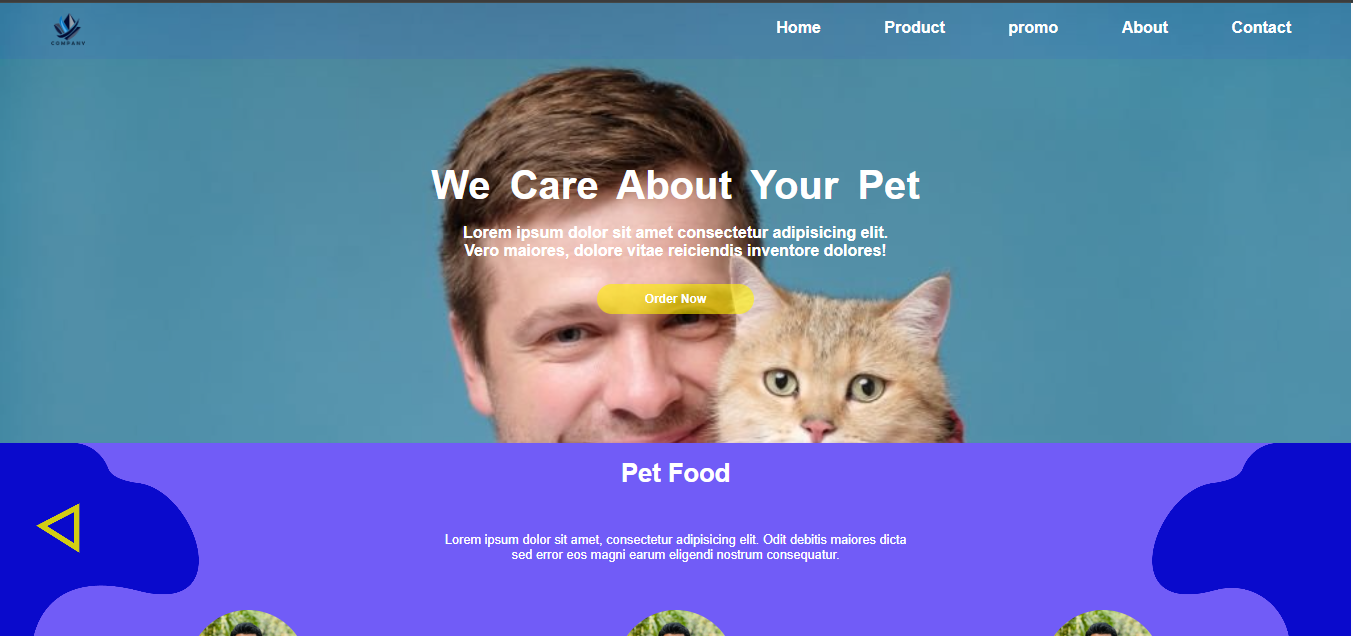 COMPANY
Home Product promo About Contact
We Care About Your Pet
Lorem ipsum dolor sit amet consectetur adipisicing elit.
Vero maiores, dolore vitae reiciendis inventore dolores!
Order Now
Pet Food
Lorem ipsum dolor sit amet, consectetur adipisicing elit. Odit debitis maiores dicta
sed error eos magni earum eligendi nostrum consequatur.